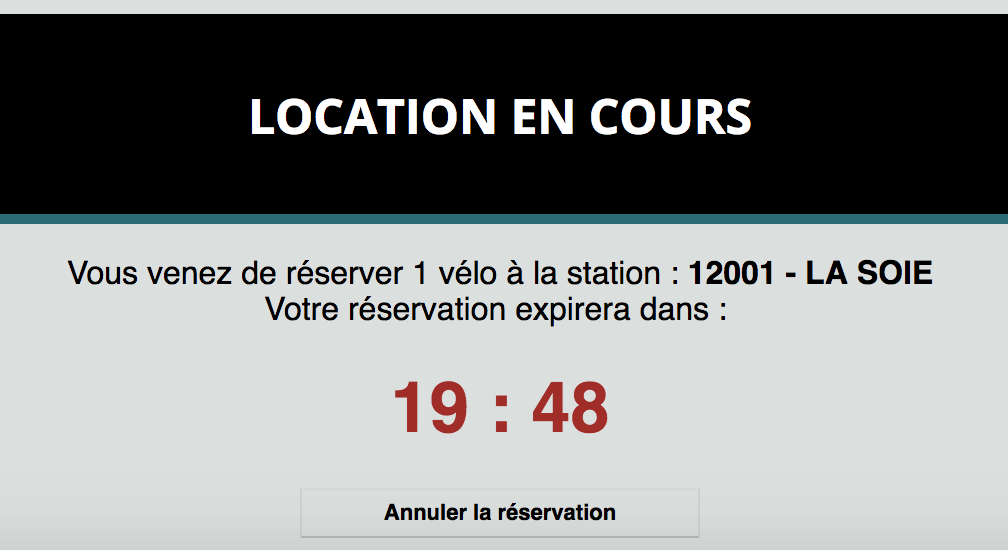 LOCATION EN COURS
Vous venez de réserver 1 vélo à la station : 12001 - LA SOIE
Votre réservation expirera dans :
19 : 48
Annuler la réservation